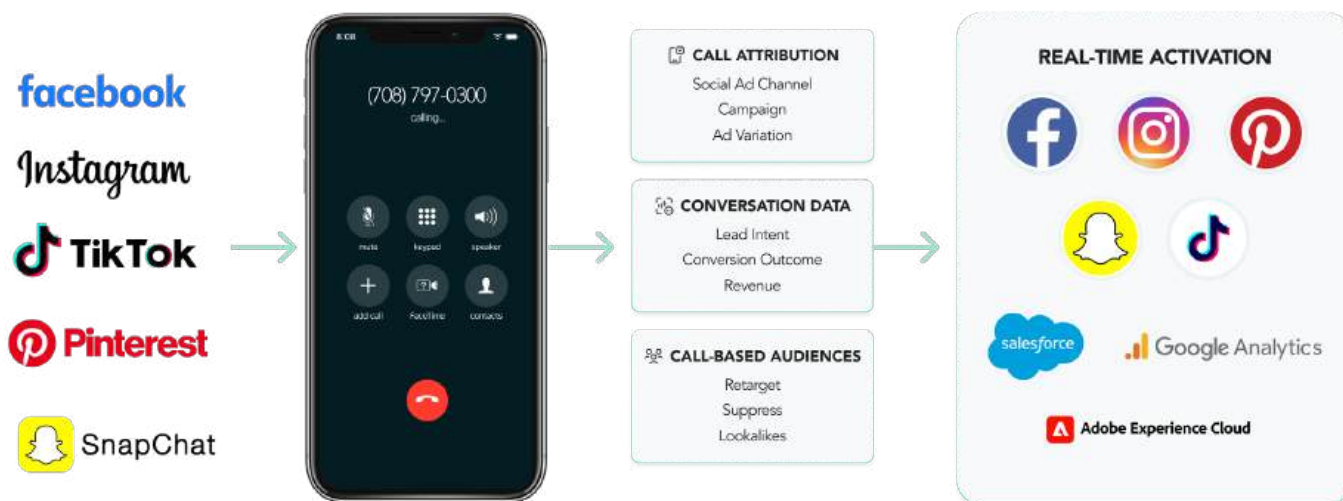 facebook
Instagram
TikTok
Pinterest
SnapChat
8:08
(708) 797-0300
calling...
mute
keypad
speaker
add call
FaceTime
contacts
CALL ATTRIBUTION
Social Ad Channel
Campaign
Ad Variation
CONVERSATION DATA
Lead Intent
Conversion Outcome
Revenue
CALL-BASED AUDIENCES
Retarget
Suppress
Lookalikes
REAL-TIME ACTIVATION
salesforce
Google Analytics
Adobe Experience Cloud